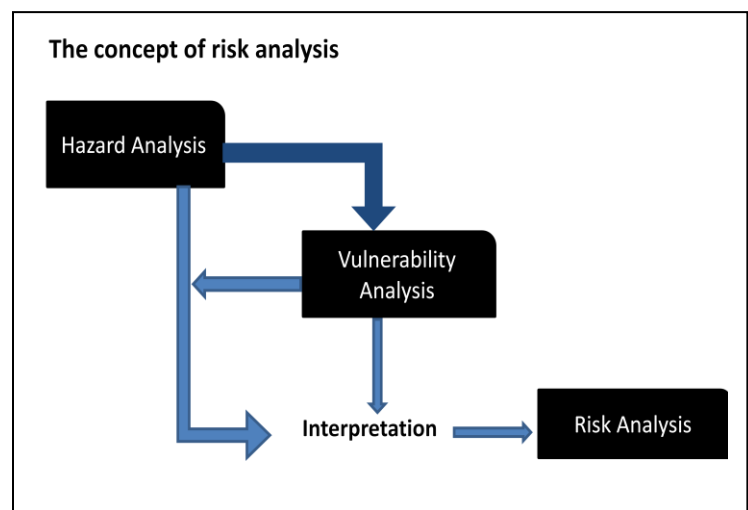 The concept of risk analysis
Hazard Analysis
Vulnerability
Analysis
Interpretation
Risk Analysis